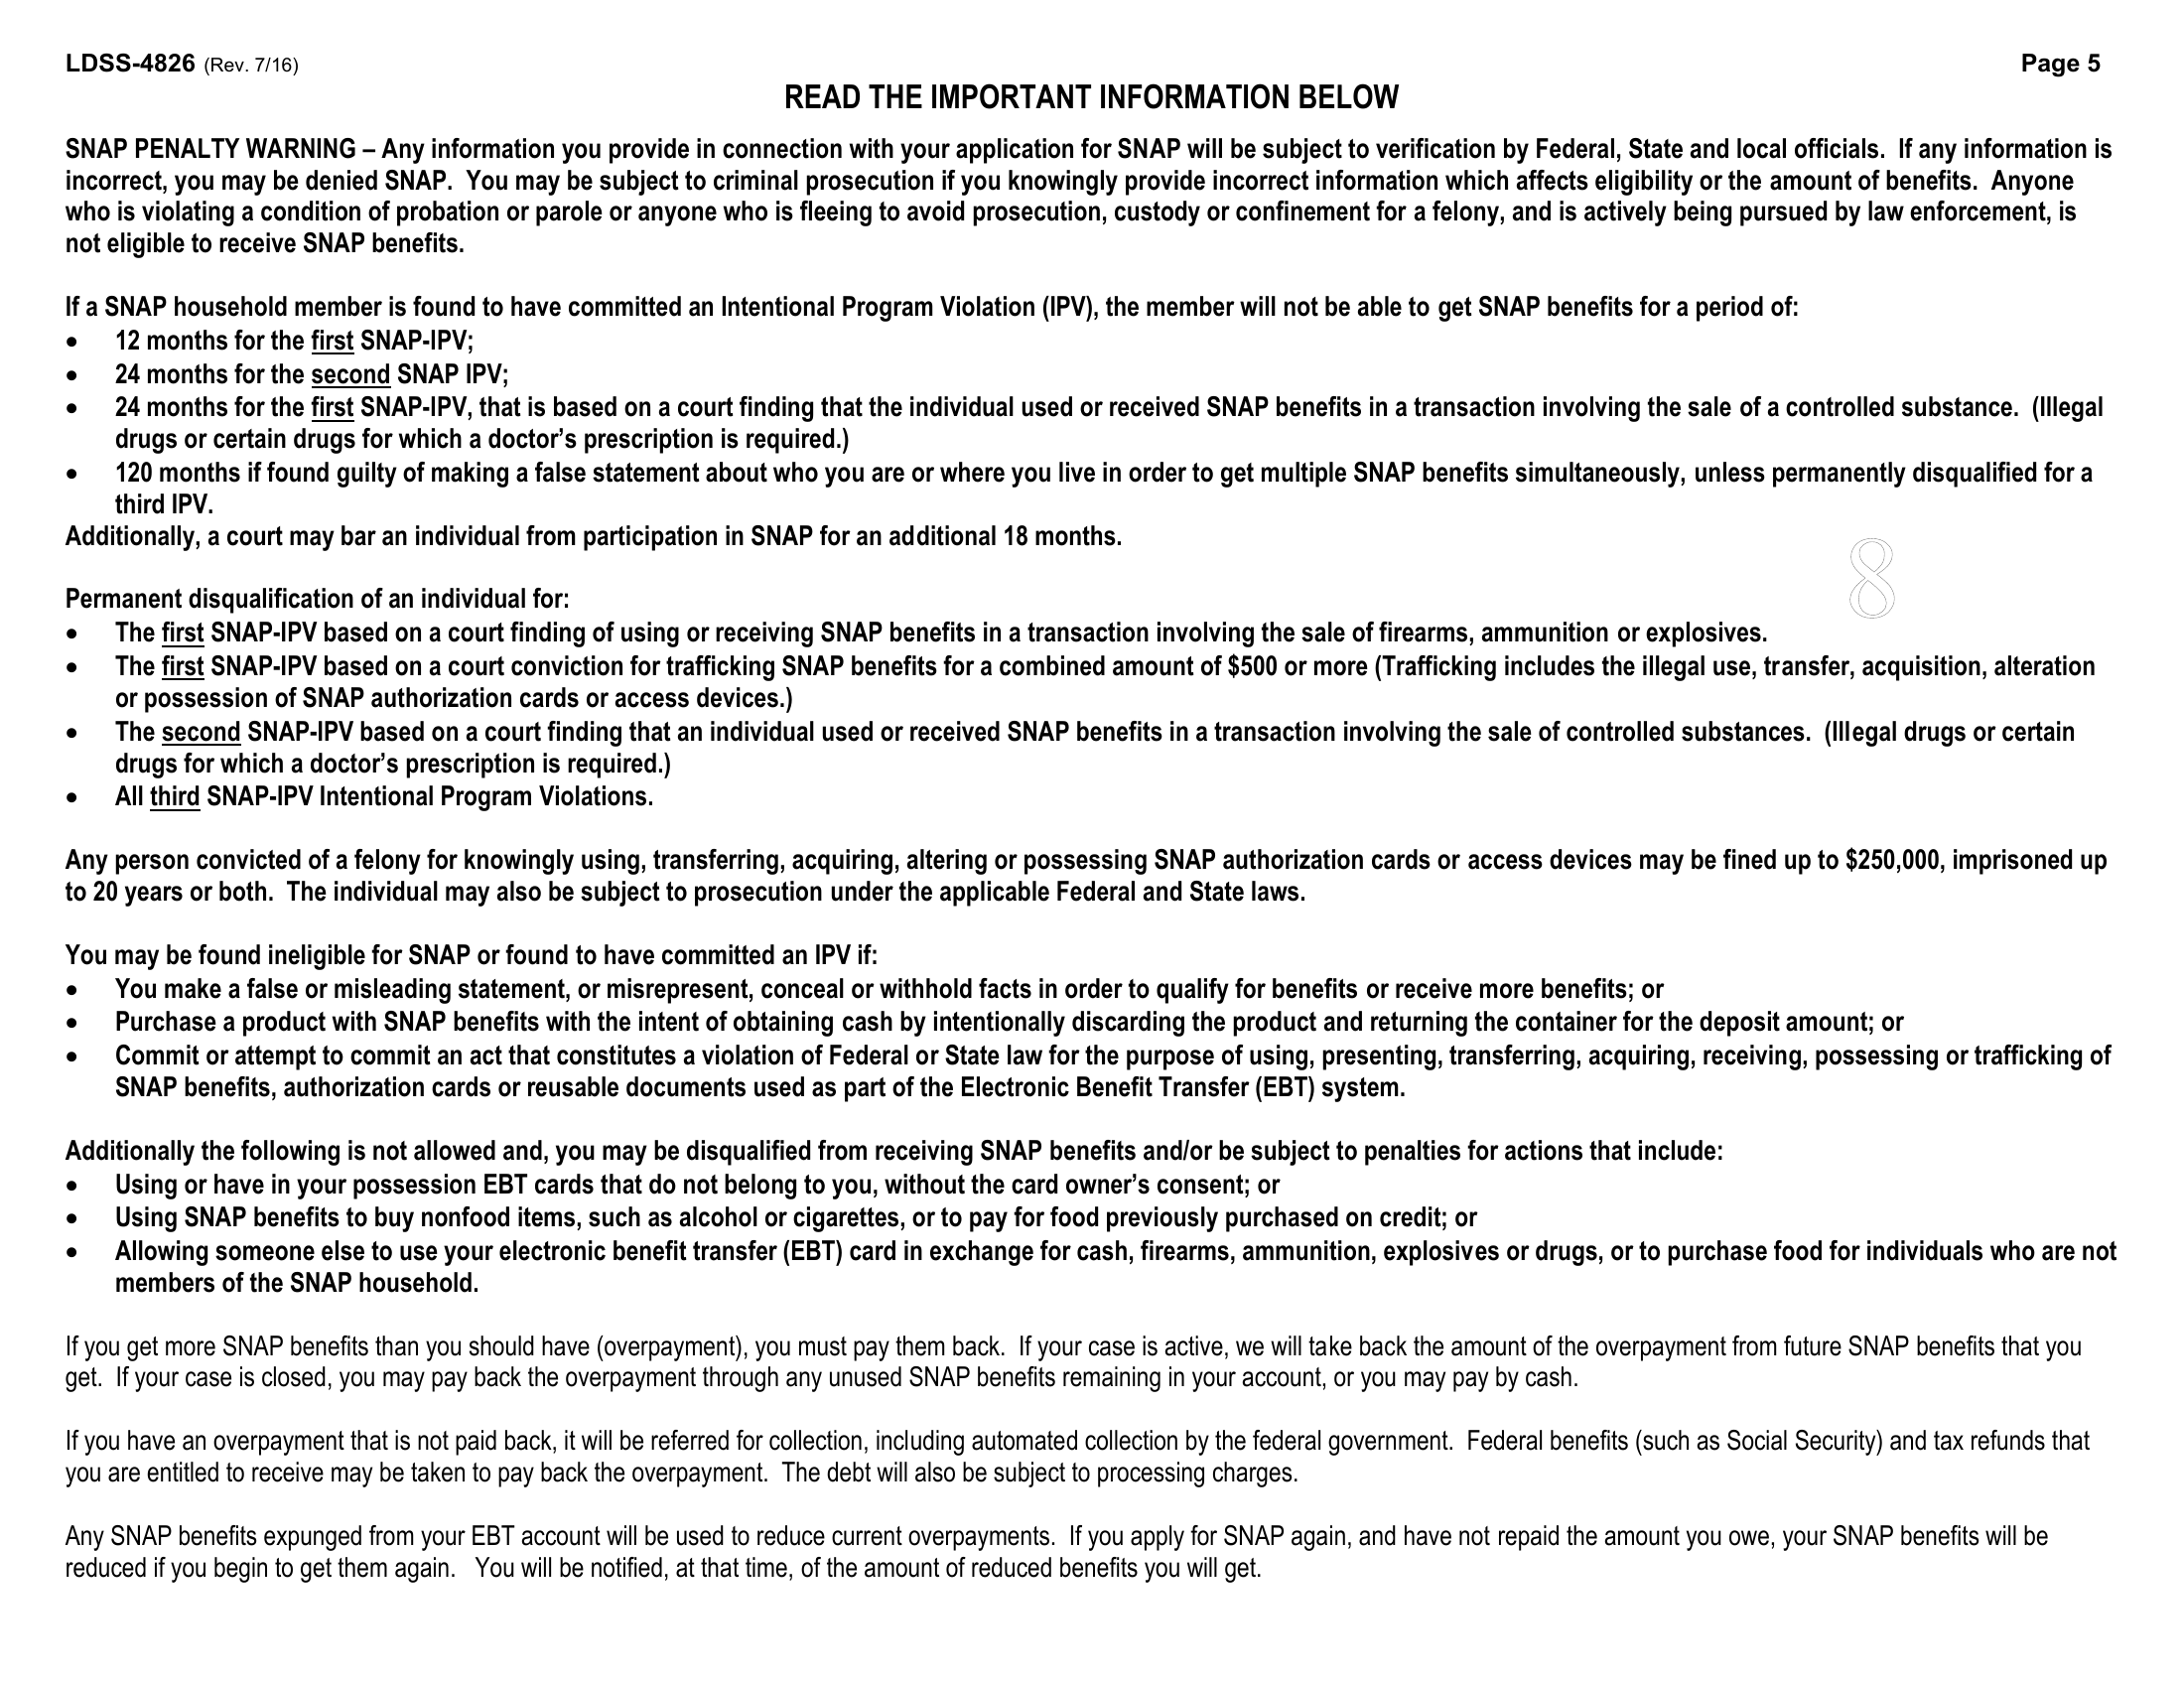 LDSS-4826 (Rev. 7/16) Page 5
READ THE IMPORTANT INFORMATION BELOW
SNAP PENALTY WARNING – Any information you provide in connection with your application for SNAP will be subject to verification by Federal, State and local officials.  If any information is
incorrect, you may be denied SNAP.  You may be subject to criminal prosecution if you knowingly provide incorrect information which affects eligibility or the amount of benefits.  Anyone
who is violating a condition of probation or parole or anyone who is fleeing to avoid prosecution, custody or confinement for a felony, and is actively being pursued by law enforcement, is
not eligible to receive SNAP benefits.
If a SNAP household member is found to have committed an Intentional Program Violation (IPV), the member will not be able to get SNAP benefits for a period of:
• 12 months for the first SNAP-IPV;
• 24 months for the second SNAP IPV;
• 24 months for the first SNAP-IPV, that is based on a court finding that the individual used or received SNAP benefits in a transaction involving the sale of a controlled substance.  (Illegal
drugs or certain drugs for which a doctor’s prescription is required.)
• 120 months if found guilty of making a false statement about who you are or where you live in order to get multiple SNAP benefits simultaneously, unless permanently disqualified for a
third IPV.
Additionally, a court may bar an individual from participation in SNAP for an additional 18 months.
8
Permanent disqualification of an individual for:
• The first SNAP-IPV based on a court finding of using or receiving SNAP benefits in a transaction involving the sale of firearms, ammunition or explosives.
• The first SNAP-IPV based on a court conviction for trafficking SNAP benefits for a combined amount of $500 or more (Trafficking includes the illegal use, transfer, acquisition, alteration
or possession of SNAP authorization cards or access devices.)
• The second SNAP-IPV based on a court finding that an individual used or received SNAP benefits in a transaction involving the sale of controlled substances.  (Illegal drugs or certain
drugs for which a doctor’s prescription is required.)
• All third SNAP-IPV Intentional Program Violations.
Any person convicted of a felony for knowingly using, transferring, acquiring, altering or possessing SNAP authorization cards or access devices may be fined up to $250,000, imprisoned up
to 20 years or both.  The individual may also be subject to prosecution under the applicable Federal and State laws.
You may be found ineligible for SNAP or found to have committed an IPV if:
• You make a false or misleading statement, or misrepresent, conceal or withhold facts in order to qualify for benefits or receive more benefits; or
• Purchase a product with SNAP benefits with the intent of obtaining cash by intentionally discarding the product and returning the container for the deposit amount; or
• Commit or attempt to commit an act that constitutes a violation of Federal or State law for the purpose of using, presenting, transferring, acquiring, receiving, possessing or trafficking of
SNAP benefits, authorization cards or reusable documents used as part of the Electronic Benefit Transfer (EBT) system.
Additionally the following is not allowed and, you may be disqualified from receiving SNAP benefits and/or be subject to penalties for actions that include:
• Using or have in your possession EBT cards that do not belong to you, without the card owner’s consent; or
• Using SNAP benefits to buy nonfood items, such as alcohol or cigarettes, or to pay for food previously purchased on credit; or
• Allowing someone else to use your electronic benefit transfer (EBT) card in exchange for cash, firearms, ammunition, explosives or drugs, or to purchase food for individuals who are not
members of the SNAP household.
If you get more SNAP benefits than you should have (overpayment), you must pay them back.  If your case is active, we will take back the amount of the overpayment from future SNAP benefits that you
get.  If your case is closed, you may pay back the overpayment through any unused SNAP benefits remaining in your account, or you may pay by cash.
If you have an overpayment that is not paid back, it will be referred for collection, including automated collection by the federal government.  Federal benefits (such as Social Security) and tax refunds that
you are entitled to receive may be taken to pay back the overpayment.  The debt will also be subject to processing charges.
Any SNAP benefits expunged from your EBT account will be used to reduce current overpayments.  If you apply for SNAP again, and have not repaid the amount you owe, your SNAP benefits will be
reduced if you begin to get them again.   You will be notified, at that time, of the amount of reduced benefits you will get.